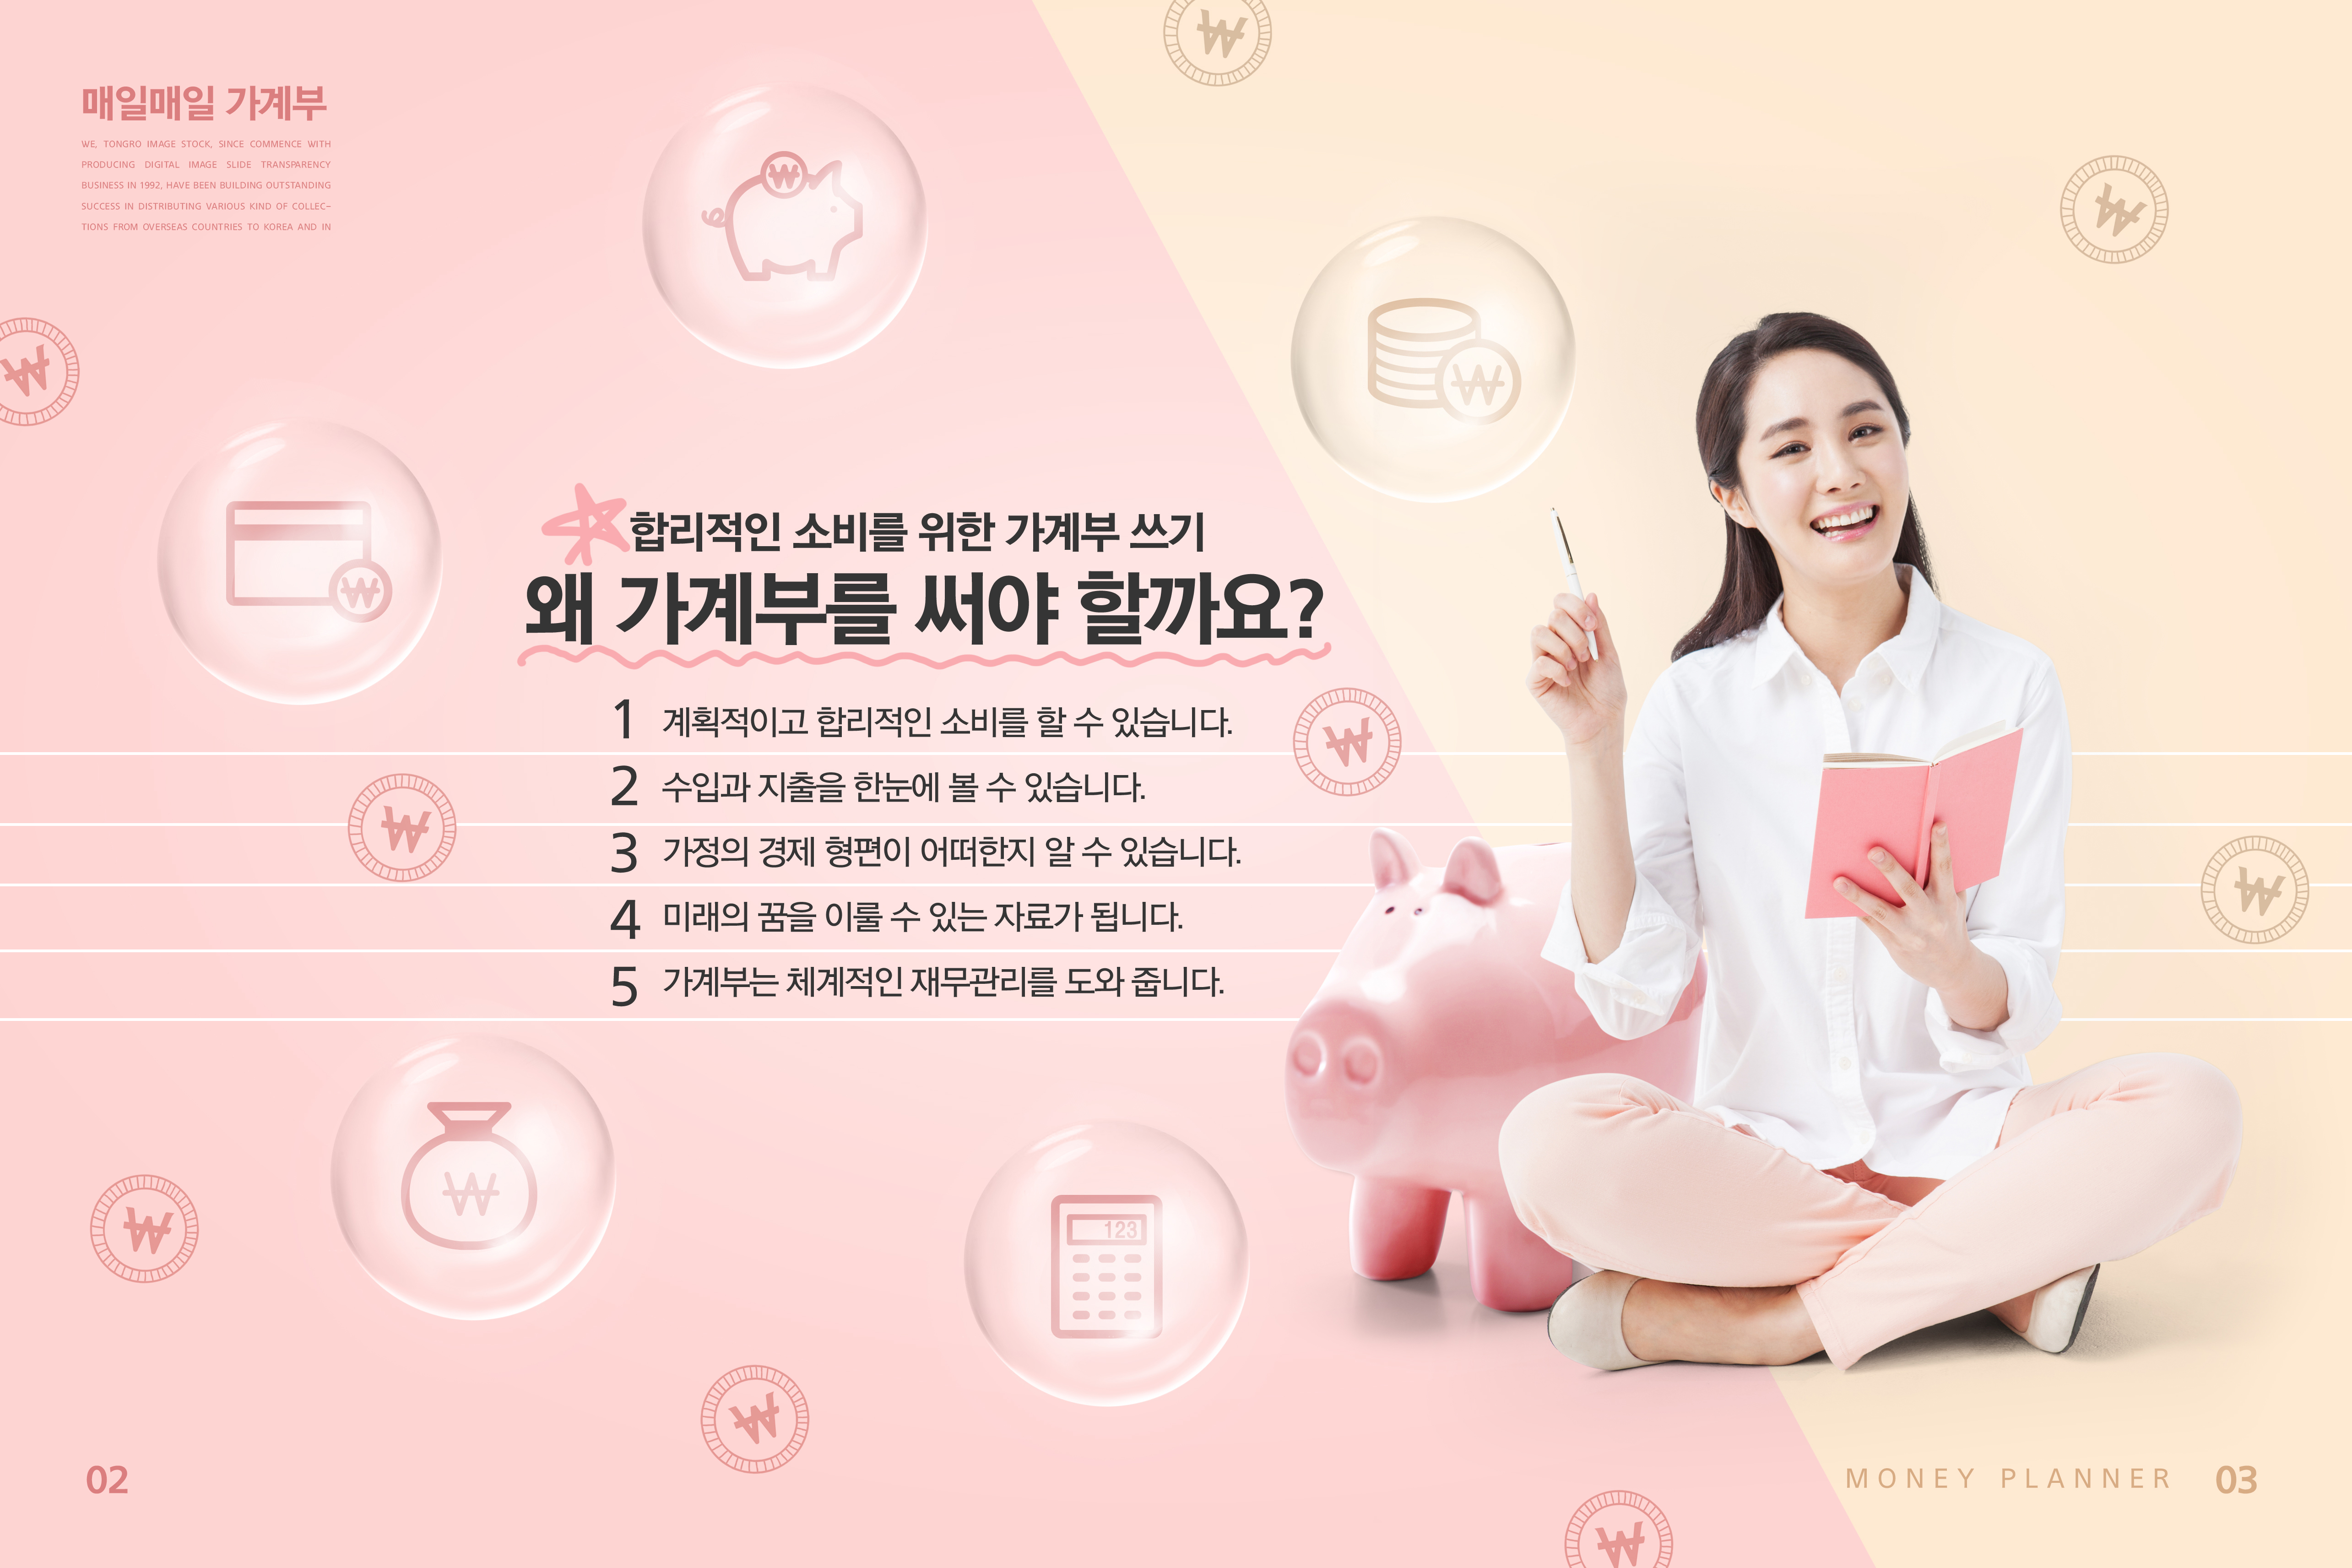 매일매일 가계부
WE, TONGRO IMAGE STOCK, SINCE COMMENCE WITH
PRODUCING DIGITAL IMAGE SLIDE TRANSPARENCY
BUSINESS IN 1992, HAVE BEEN BUILDING OUTSTANDING
SUCCESS IN DISTRIBUTING VARIOUS KIND OF COLLEC-
TIONS FROM OVERSEAS COUNTRIES TO KOREA AND IN
합리적인 소비를 위한 가계부 쓰기
왜 가계부를 써야 할까요?
1 계획적이고 합리적인 소비를 할 수 있습니다.
2 수입과 지출을 한눈에 볼 수 있습니다.
3 가정의 경제 형편이 어떠한지 알 수 있습니다.
4 미래의 꿈을 이룰 수 있는 자료가 됩니다.
5 가계부는 체계적인 재무관리를 도와 줍니다.
123
02
MONEY PLANNER 03